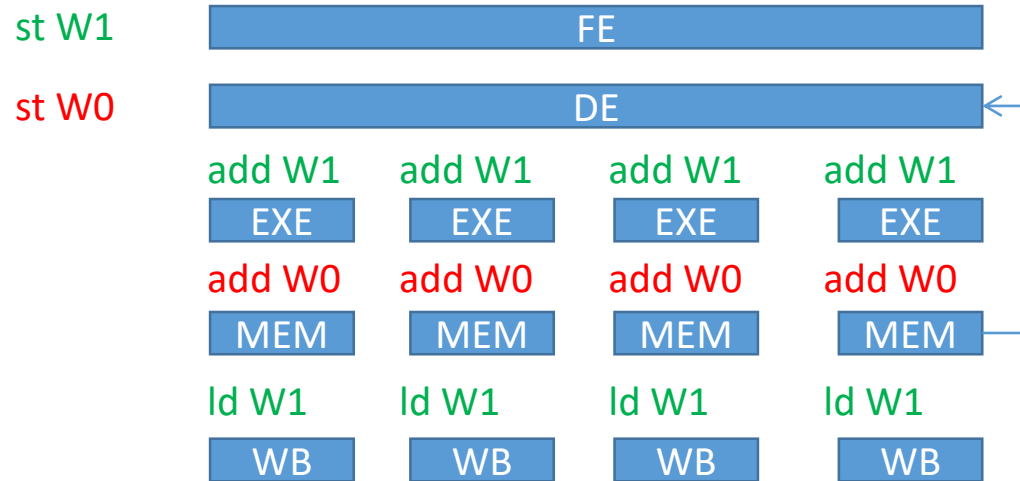 st W1 FE
st W0 DE
add W1 add W1 add W1 add W1
EXE EXE EXE EXE
add W0 add W0 add W0 add W0
MEM MEM MEM MEM
ld W1 ld W1 ld W1 ld W1
WB WB WB WB